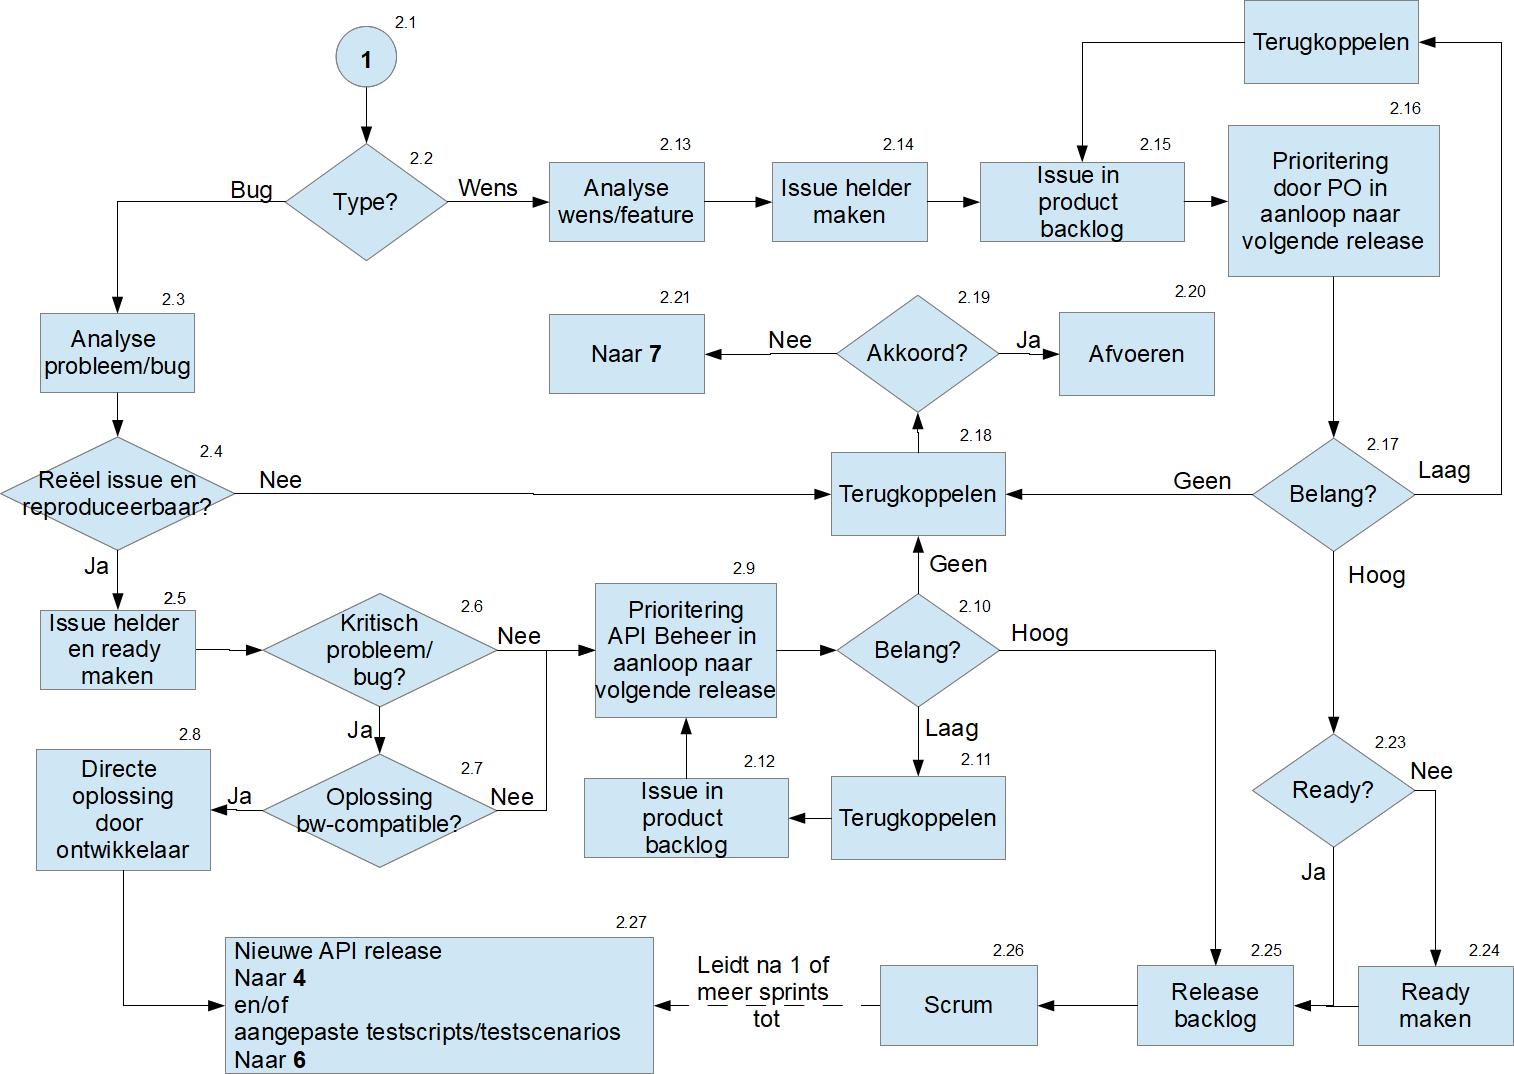 2.1
1
Terugkoppelen
2.2
Type?
Bug
Wens
2.13
Analyse
wens/feature
2.14
Issue helder
maken
2.15
Issue in
product
backlog
2.16
Prioritering
door PO in
aanloop naar
volgende release
2.3
Analyse
probleem/bug
2.21
Naar 7
Nee
2.19
Akkoord?
Ja
2.20
Afvoeren
2.4
Reëel issue en
reproduceerbaar?
Nee
2.18
Terugkoppelen
Geen
2.17
Belang?
Laag
Ja
Geen
Hoog
2.5
Issue helder
en ready
maken
2.6
Kritisch
probleem/
bug?
Nee
2.9
Prioritering
API Beheer in
aanloop naar
volgende release
2.10
Belang?
Hoog
Ja
Laag
2.8
Directe
oplossing
door
ontwikkelaar
Ja
2.7
Oplossing
bw-compatible?
Nee
2.12
Issue in
product
backlog
2.11
Terugkoppelen
2.23
Ready?
Nee
Ja
2.27
Nieuwe API release
Naar 4
en/of
aangepaste testscripts/testscenarios
Naar 6
Leidt na 1 of
meer sprints
tot
2.26
Scrum
2.25
Release
backlog
2.24
Ready
maken